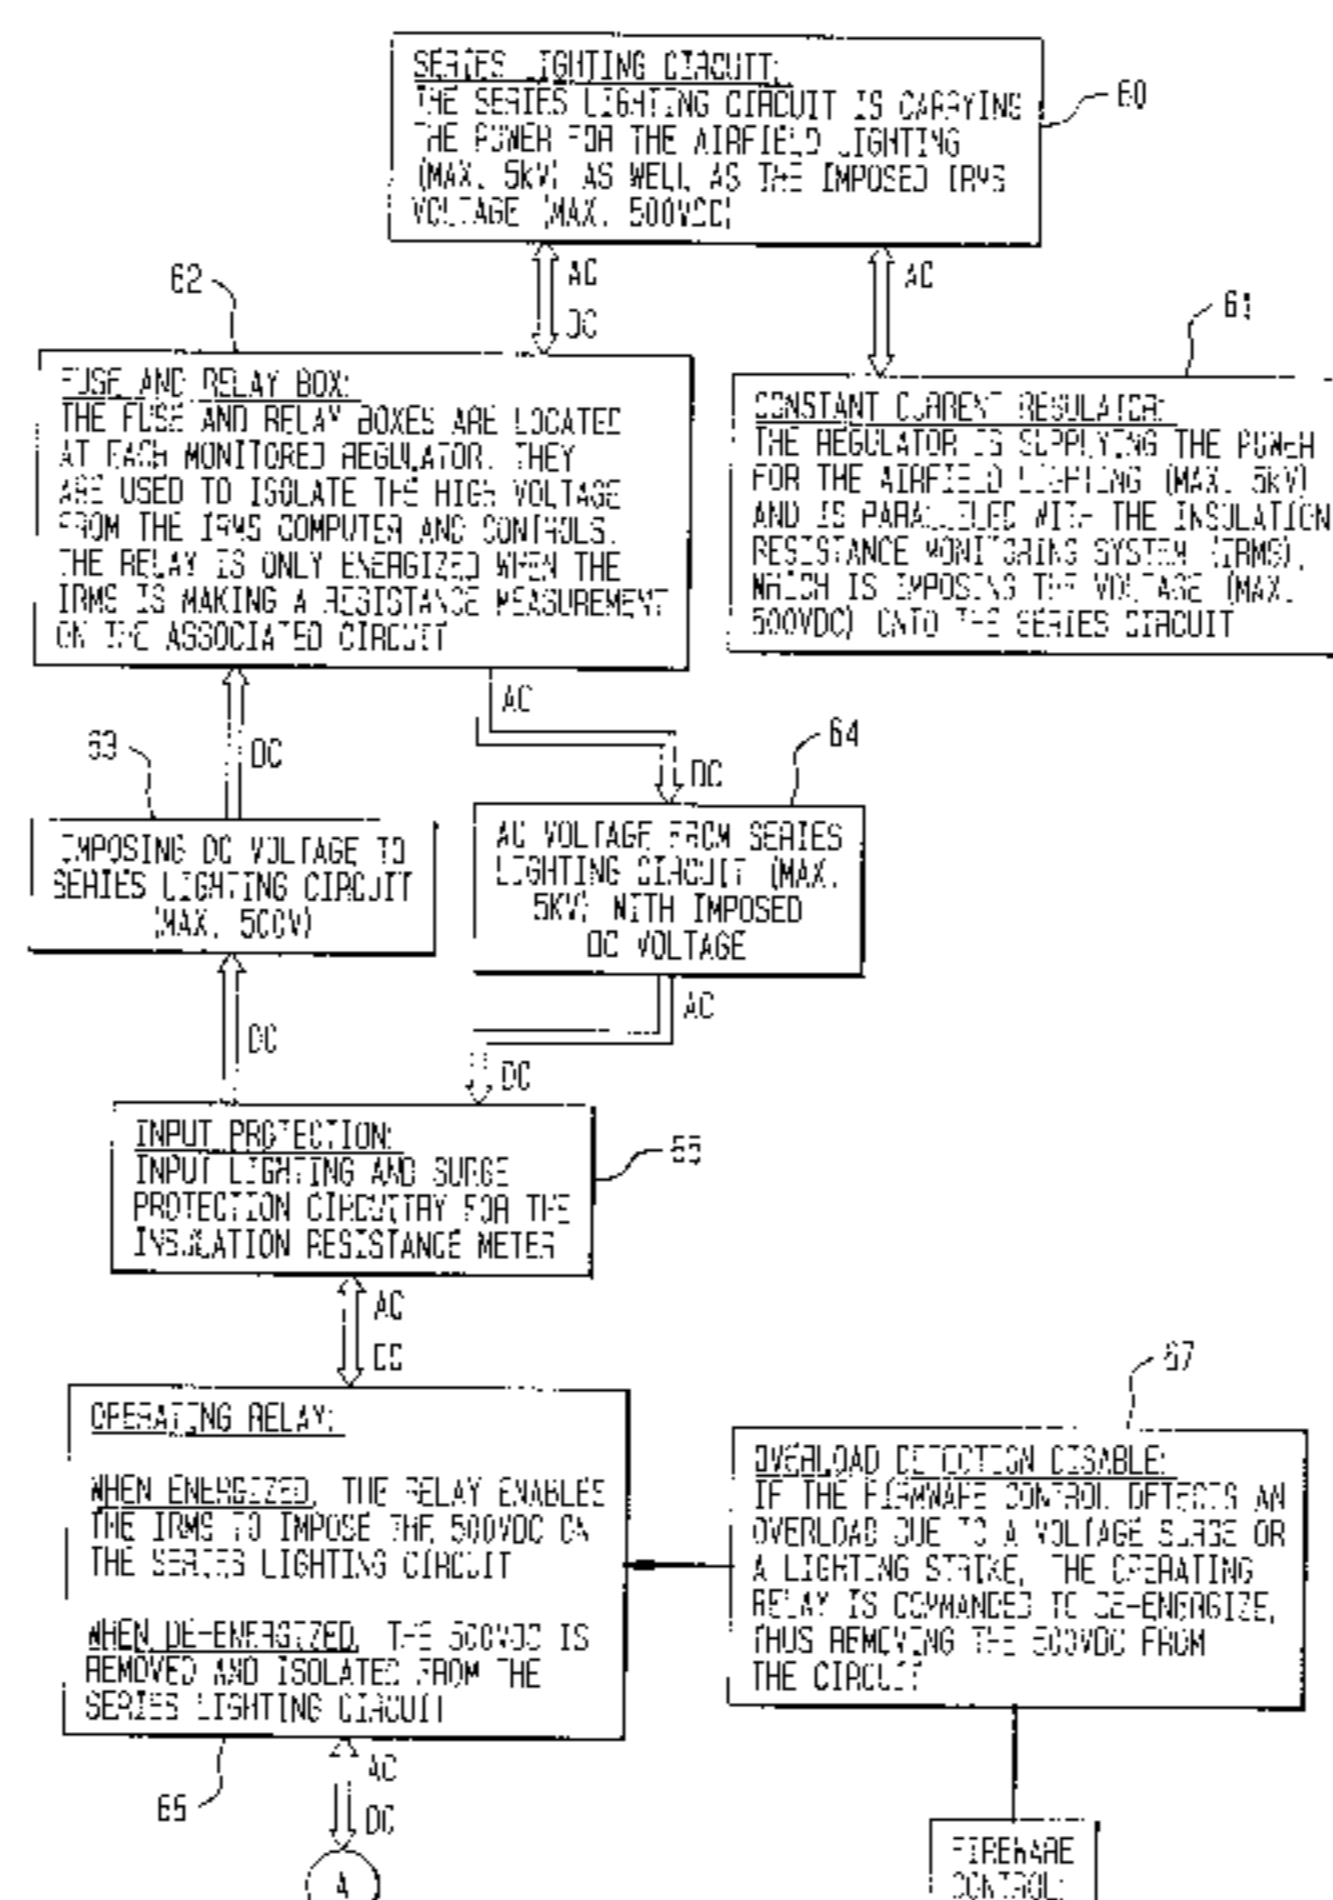 SERIES LIGHTING CIRCUIT:
THE SERIES LIGHTING CIRCUIT IS CARRYING
THE POWER FOR THE AIRFIELD LIGHTING
(MAX. 5kV) AS WELL AS THE IMPOSED IRMS
VOLTAGE (MAX. 500VDC)
60
AC
DC
AC
62
61
FUSE AND RELAY BOX:
THE FUSE AND RELAY BOXES ARE LOCATED
AT EACH MONITORED REGULATOR. THEY
ARE USED TO ISOLATE THE HIGH VOLTAGE
FROM THE IRMS COMPUTER AND CONTROLS.
THE RELAY IS ONLY ENERGIZED WHEN THE
IRMS IS MAKING A RESISTANCE MEASUREMENT
ON THE ASSOCIATED CIRCUIT
CONSTANT CURRENT REGULATOR:
THE REGULATOR IS SUPPLYING THE POWER
FOR THE AIRFIELD LIGHTING (MAX. 5kV)
AND IS PARALLELED WITH THE INSULATION
RESISTANCE MONITORING SYSTEM (IRMS),
WHICH IS IMPOSING THE VOLTAGE (MAX.
500VDC) ONTO THE SERIES CIRCUIT
AC
63
DC
DC
64
IMPOSING DC VOLTAGE TO
SERIES LIGHTING CIRCUIT
(MAX. 500V)
AC VOLTAGE FROM SERIES
LIGHTING CIRCUIT (MAX.
5KV) WITH IMPOSED
DC VOLTAGE
DC
AC
DC
INPUT PROTECTION:
INPUT LIGHTING AND SURGE
PROTECTION CIRCUITRY FOR THE
INSULATION RESISTANCE METER
65
AC
DC
OPERATING RELAY:
WHEN ENERGIZED, THE RELAY ENABLES
THE IRMS TO IMPOSE THE 500VDC ON
THE SERIES LIGHTING CIRCUIT
WHEN DE-ENERGIZED, THE 500VDC IS
REMOVED AND ISOLATED FROM THE
SERIES LIGHTING CIRCUIT
67
OVERLOAD DETECTION DISABLE:
IF THE FIRMWARE CONTROL DETECTS AN
OVERLOAD DUE TO A VOLTAGE SURGE OR
A LIGHTING STRIKE, THE OPERATING
RELAY IS COMMANDED TO DE-ENERGIZE,
THUS REMOVING THE 500VDC FROM
THE CIRCUIT
66
AC
DC
A
FIREWARE
CONTROL: